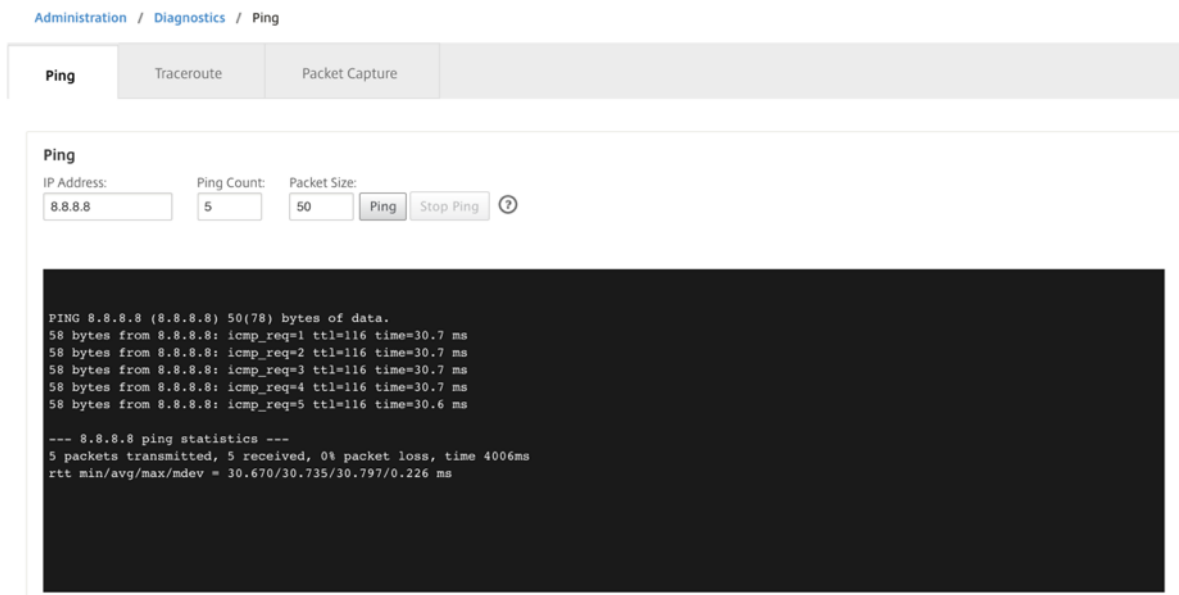 Administration / Diagnostics / Ping
Ping Traceroute Packet Capture
Ping
IP Address: Ping Count: Packet Size:
8.8.8.8 5 50 Ping Stop Ping ?
PING 8.8.8.8 (8.8.8.8) 50(78) bytes of data.
58 bytes from 8.8.8.8: icmp_req=1 ttl=116 time=30.7 ms
58 bytes from 8.8.8.8: icmp_req=2 ttl=116 time=30.7 ms
58 bytes from 8.8.8.8: icmp_req=3 ttl=116 time=30.7 ms
58 bytes from 8.8.8.8: icmp_req=4 ttl=116 time=30.7 ms
58 bytes from 8.8.8.8: icmp_req=5 ttl=116 time=30.6 ms
--- 8.8.8.8 ping statistics ---
5 packets transmitted, 5 received, 0% packet loss, time 4006ms
rtt min/avg/max/mdev = 30.670/30.735/30.797/0.226 ms